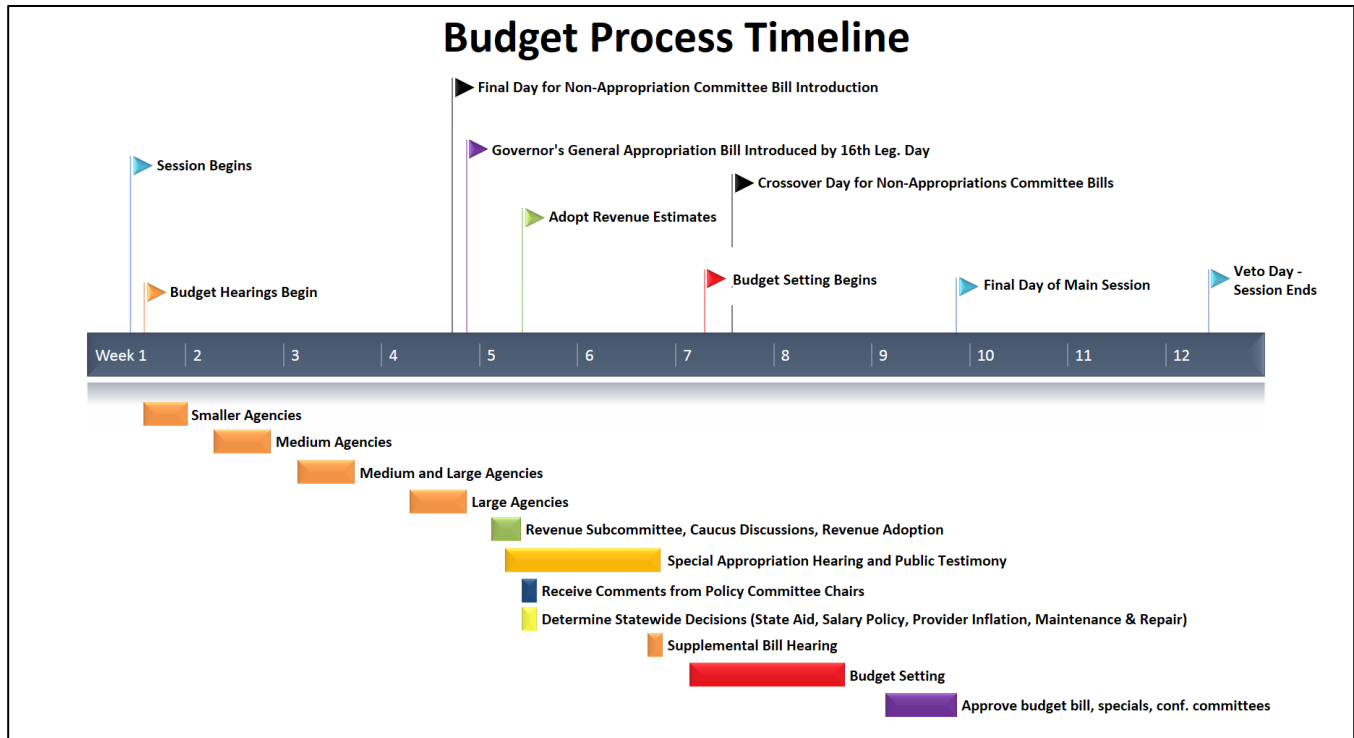 Budget Process Timeline
Final Day for Non-Appropriation Committee Bill Introduction
Governor's General Appropriation Bill Introduced by 16th Leg. Day
Session Begins
Crossover Day for Non-Appropriations Committee Bills
Adopt Revenue Estimates
Budget Hearings Begin
Budget Setting Begins
Final Day of Main Session
Veto Day -
Session Ends
Week 1 2 3 4 5 6 7 8 9 10 11 12
Smaller Agencies
Medium Agencies
Medium and Large Agencies
Large Agencies
Revenue Subcommittee, Caucus Discussions, Revenue Adoption
Special Appropriation Hearing and Public Testimony
Receive Comments from Policy Committee Chairs
Determine Statewide Decisions (State Aid, Salary Policy, Provider Inflation, Maintenance & Repair)
Supplemental Bill Hearing
Budget Setting
Approve budget bill, specials, conf. committees